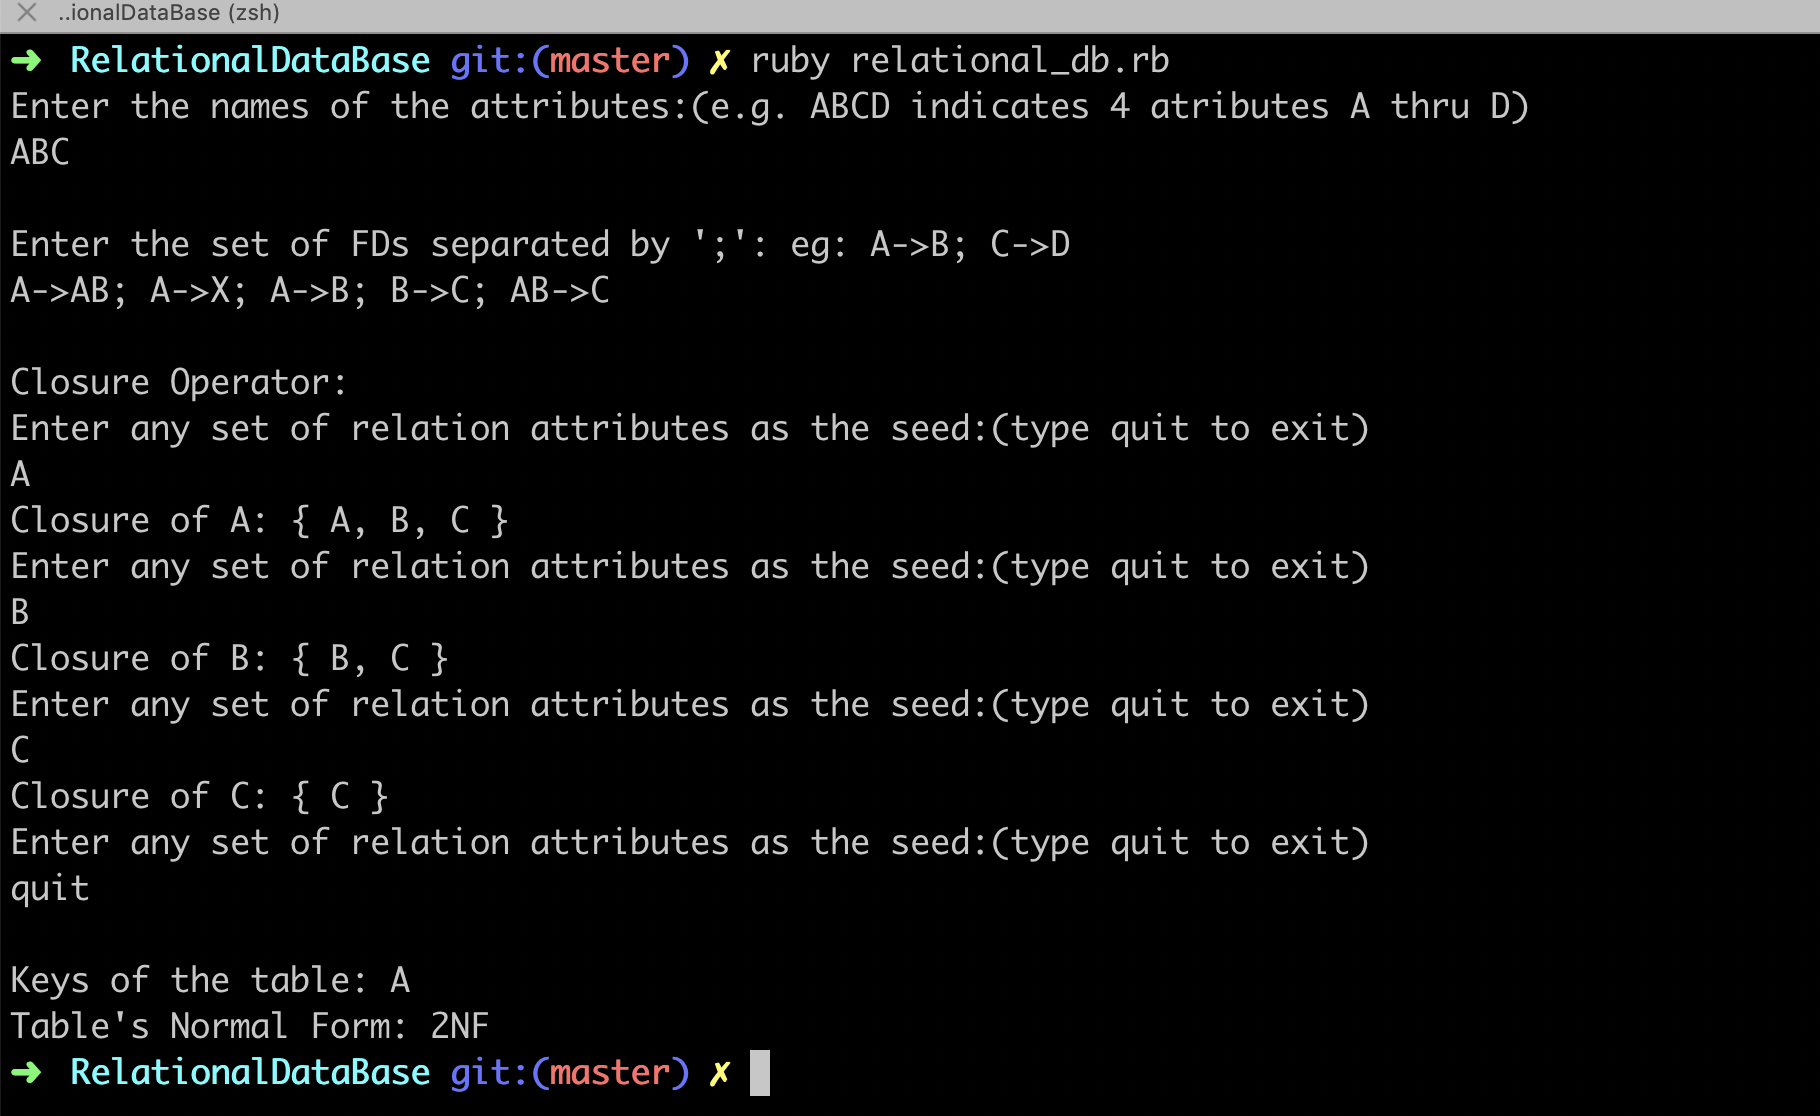 ..ionalDataBase (zsh)
➜ RelationalDataBase git:(master) ✗ ruby relational_db.rb
Enter the names of the attributes:(e.g. ABCD indicates 4 atributes A thru D)
ABC
Enter the set of FDs separated by ';': eg: A->B; C->D
A->AB; A->X; A->B; B->C; AB->C
Closure Operator:
Enter any set of relation attributes as the seed:(type quit to exit)
A
Closure of A: { A, B, C }
Enter any set of relation attributes as the seed:(type quit to exit)
B
Closure of B: { B, C }
Enter any set of relation attributes as the seed:(type quit to exit)
C
Closure of C: { C }
Enter any set of relation attributes as the seed:(type quit to exit)
quit
Keys of the table: A
Table's Normal Form: 2NF
➜ RelationalDataBase git:(master) ✗